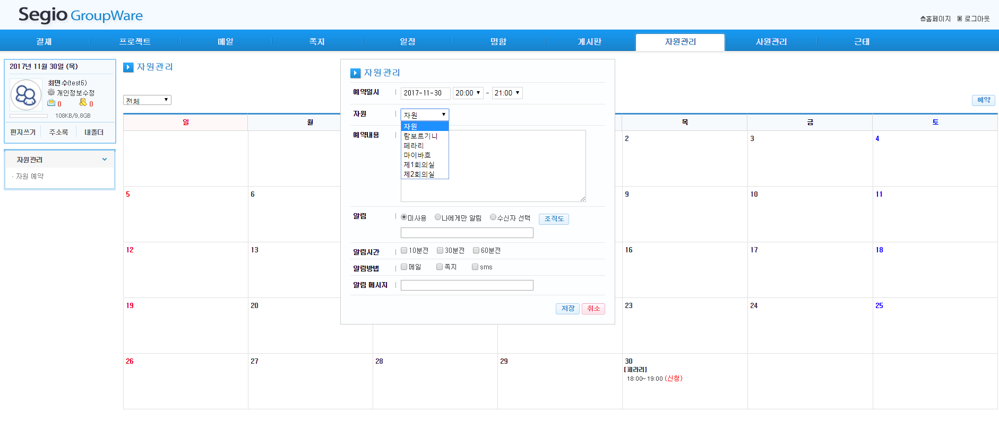 Segio GroupWare
홈페이지 로그아웃
결재 프로젝트 메일 쪽지 일정 명함 게시판 자원관리 사원관리 근태
2017년 11월 30일 (목)
최민수(test6)
개인정보수정
0 0
108KB/9,8GB
편지쓰기 주소록 내폴더
자원관리
· 자원 예약
자원관리
전체
예약
일 월 목 금 토
2 3 4
5 6 9 10 11
12 13 16 17 18
19 20 23 24 25
26 27 28 29 30
[페라리]
18:00~ 19:00 (신청)
자원관리
예약일시 2017-11-30 20:00 - 21:00
자원 자원
자원
람보르기니
페라리
마이바흐
제1회의실
제2회의실
예약내용
알림 미사용 나에게만 알림 수신자 선택 조직도
알림시간 10분전 30분전 60분전
알림방법 메일 쪽지 sms
알림 메시지
저장 취소